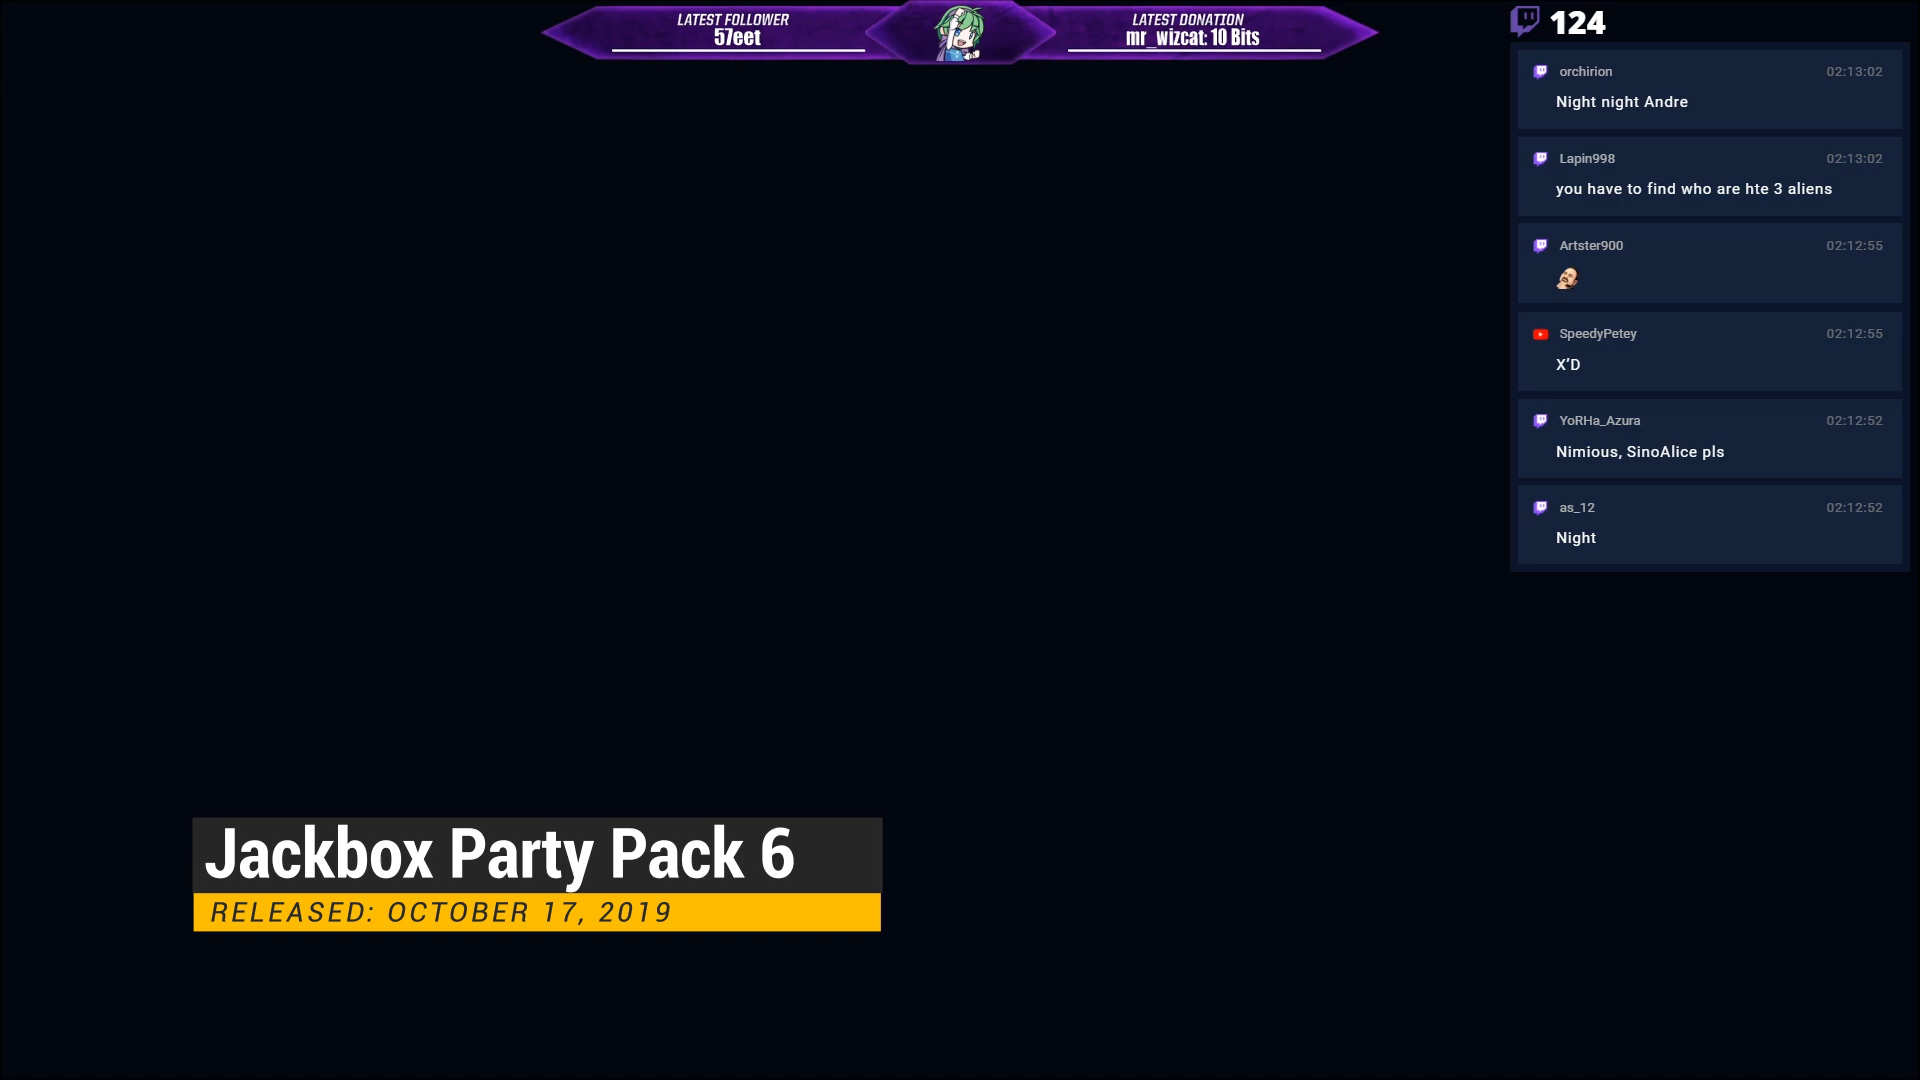 LATEST FOLLOWER
57eet
LATEST DONATION
mr_wizcat: 10 Bits
124
orchirion 02:13:02
Night night Andre
Lapin998 02:13:02
you have to find who are hte 3 aliens
Artster900 02:12:55
SpeedyPetey 02:12:55
X'D
YoRHa_Azura 02:12:52
Nimious, SinoAlice pls
as_12 02:12:52
Night
Jackbox Party Pack 6
RELEASED: OCTOBER 17, 2019